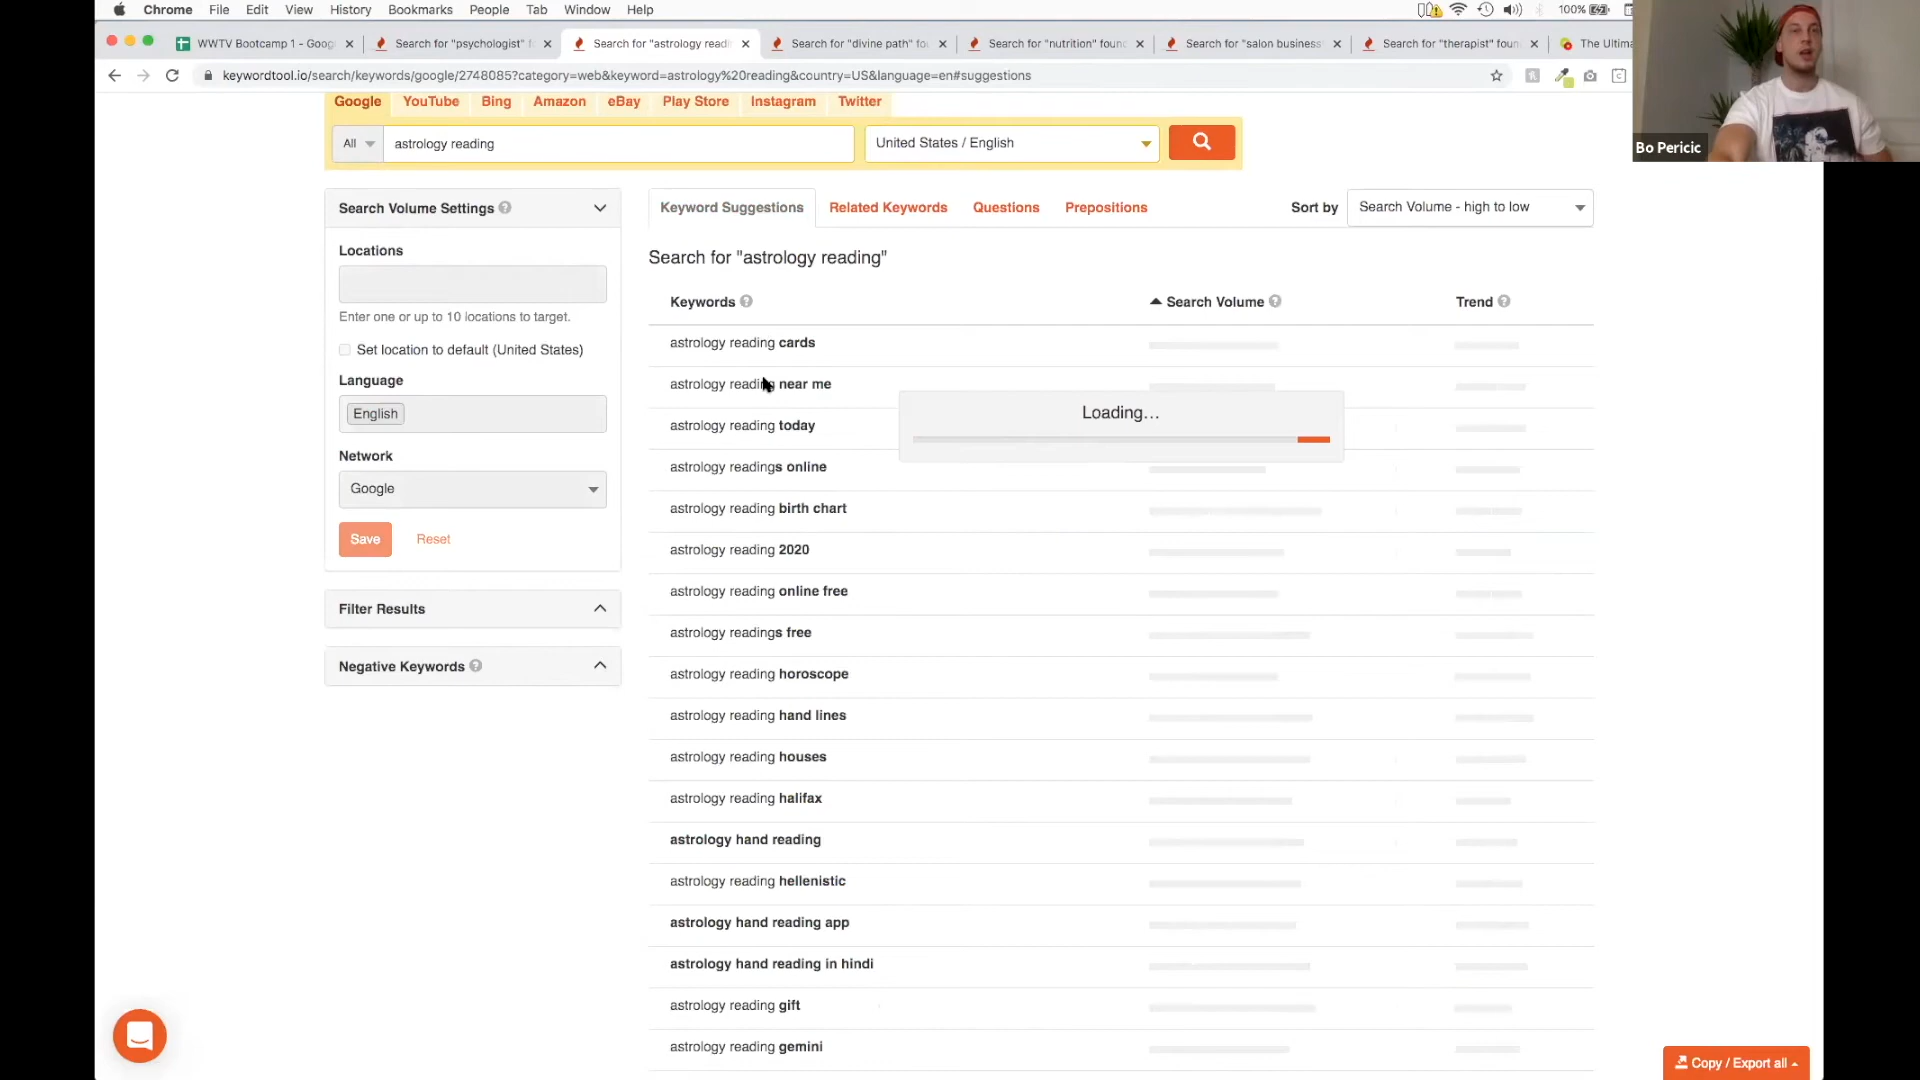 Chrome File Edit View History Bookmarks People Tab Window Help
100%
WWTV Bootcamp 1 - Goog
Search for "psychologist" f
Search for "astrology readi
Search for "divine path" fou
Search for "nutrition" founc
Search for "salon business"
Search for "therapist" foun
The Ultima
keywordtool.io/search/keywords/google/2748085?category=web&keyword=astrology%20reading&country=US&language=en#suggestions
Bo Pericic
Google YouTube Bing Amazon eBay Play Store Instagram Twitter
All astrology reading United States / English
Search Volume Settings
Locations
Enter one or up to 10 locations to target.
Set location to default (United States)
Language
English
Network
Google
Save Reset
Filter Results
Negative Keywords
Keyword Suggestions Related Keywords Questions Prepositions Sort by Search Volume - high to low
Search for "astrology reading"
Keywords Search Volume Trend
astrology reading cards
astrology reading near me
Loading...
astrology reading today
astrology readings online
astrology reading birth chart
astrology reading 2020
astrology reading online free
astrology readings free
astrology reading horoscope
astrology reading hand lines
astrology reading houses
astrology reading halifax
astrology hand reading
astrology reading hellenistic
astrology hand reading app
astrology hand reading in hindi
astrology reading gift
astrology reading gemini
Copy / Export all